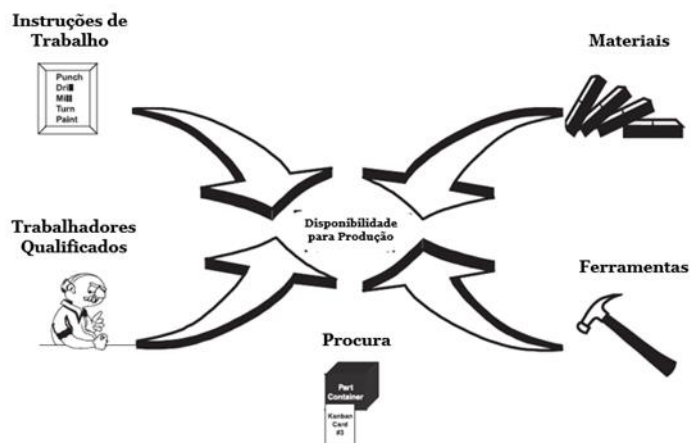 Instruções de
Trabalho
Punch
Drill
Mill
Turn
Paint
Materiais
Disponibilidade
para Produção
Trabalhadores
Qualificados
Ferramentas
Procura
Part
Container
Kanban
Card
#3